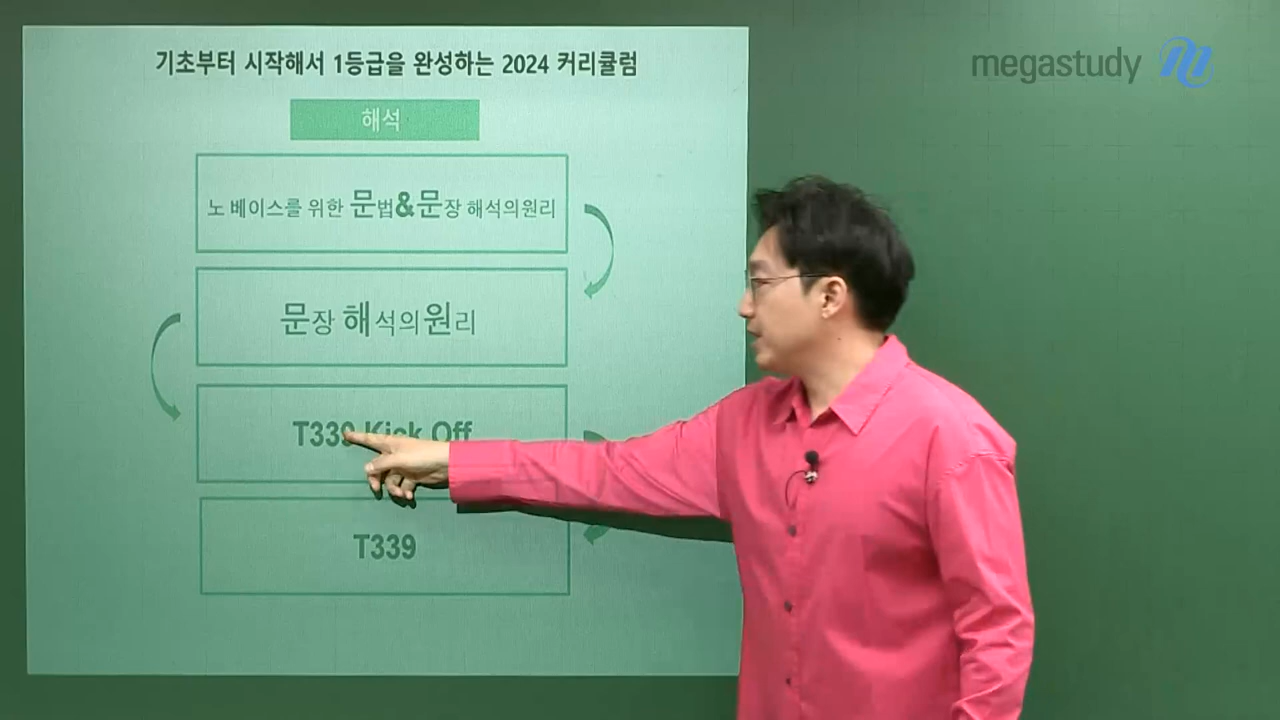 기초부터 시작해서 1등급을 완성하는 2024 커리큘럼
megastudy
해석
노 베이스를 위한 문법&문장 해석의원리
문장 해석의원리
T339 Kick Off
T339